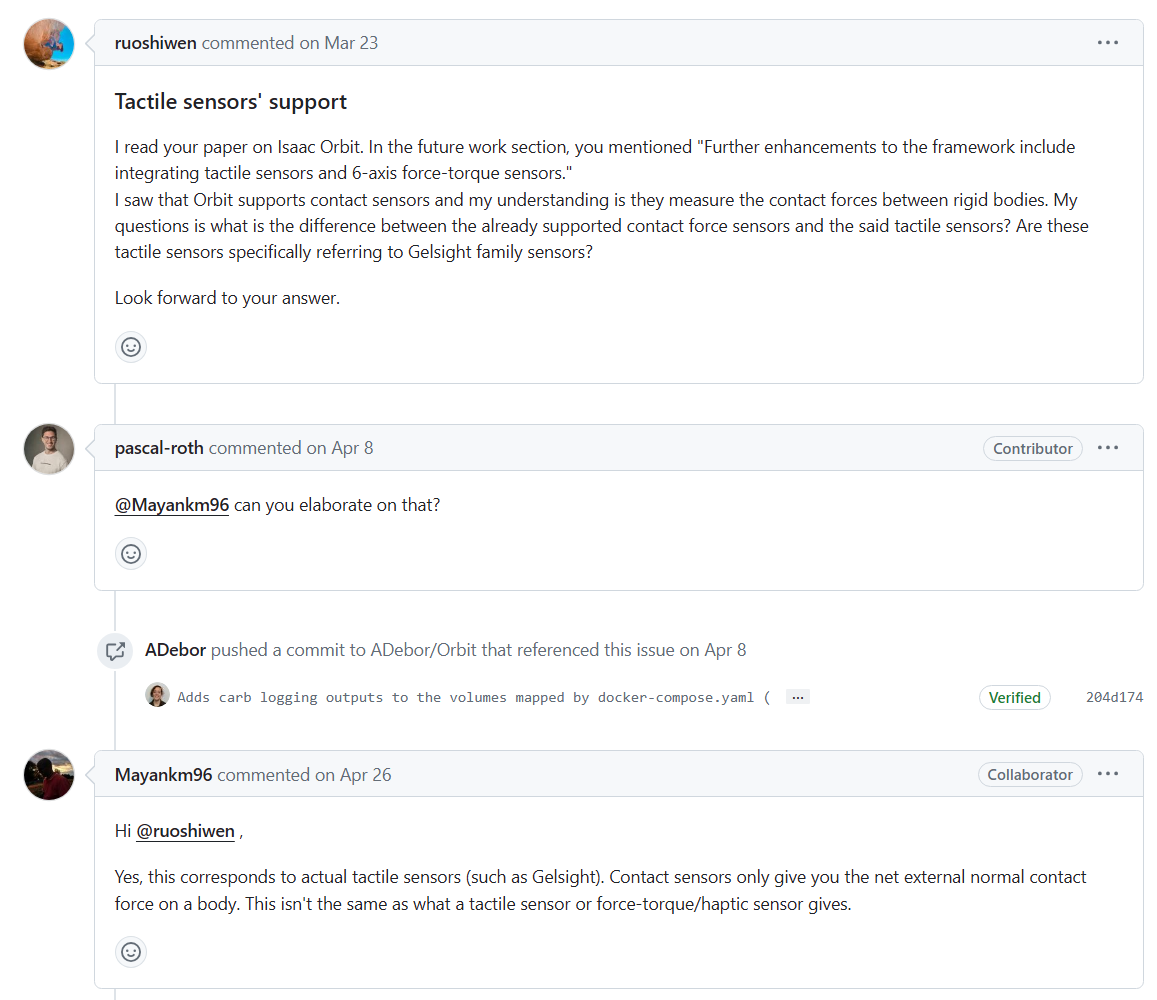 ruoshiwen commented on Mar 23
Tactile sensors' support
I read your paper on Isaac Orbit. In the future work section, you mentioned "Further enhancements to the framework include
integrating tactile sensors and 6-axis force-torque sensors."
I saw that Orbit supports contact sensors and my understanding is they measure the contact forces between rigid bodies. My
questions is what is the difference between the already supported contact force sensors and the said tactile sensors? Are these
tactile sensors specifically referring to Gelsight family sensors?
Look forward to your answer.
pascal-roth commented on Apr 8 Contributor
@Mayankm96 can you elaborate on that?
ADebor pushed a commit to ADebor/Orbit that referenced this issue on Apr 8
Adds carb logging outputs to the volumes mapped by docker-compose.yaml ( … Verified 204d174
Mayankm96 commented on Apr 26 Collaborator
Hi @ruoshiwen ,
Yes, this corresponds to actual tactile sensors (such as Gelsight). Contact sensors only give you the net external normal contact
force on a body. This isn't the same as what a tactile sensor or force-torque/haptic sensor gives.